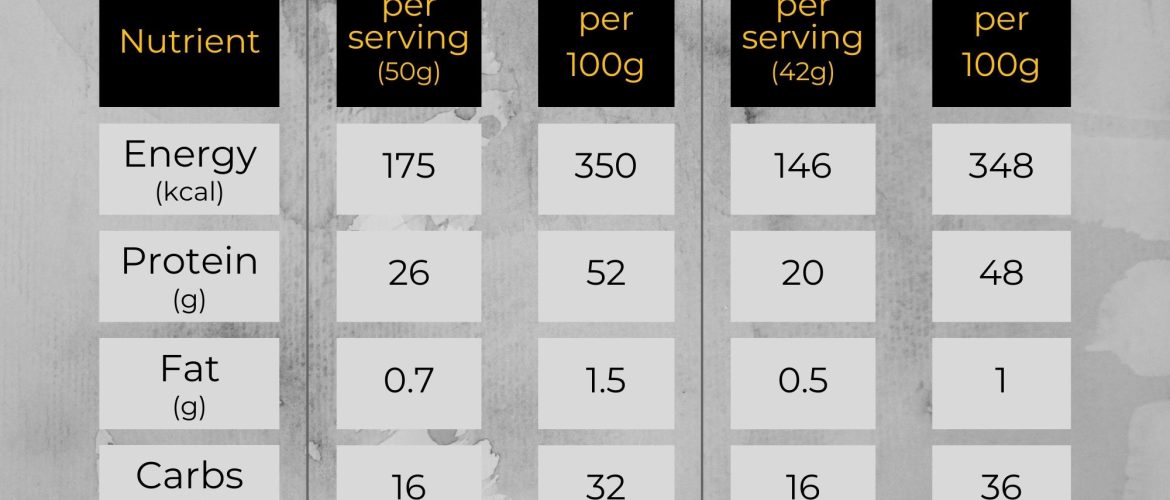 Nutrient
per
serving
(50g)
per
100g
per
serving
(42g)
per
100g
Energy
(kcal)
175
350
146
348
Protein
(g)
26
52
20
48
Fat
(g)
0.7
1.5
0.5
1
Carbs
16
32
16
36